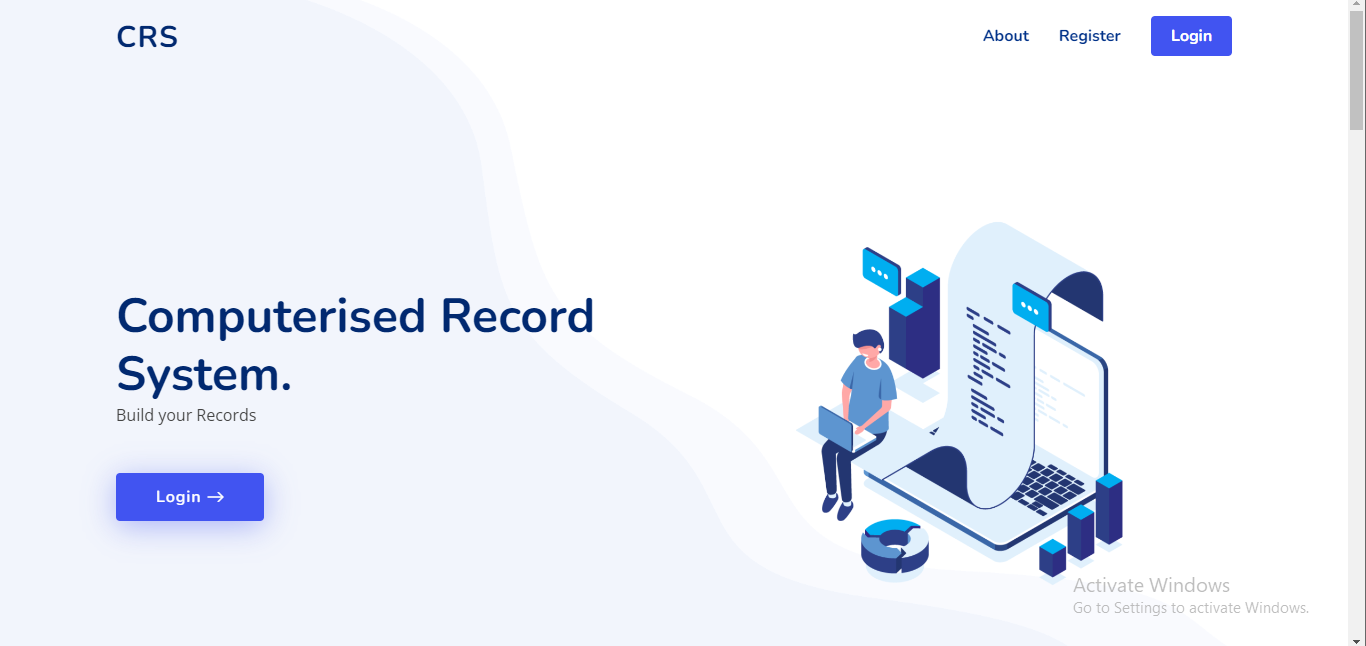 CRS
About
Register
Login
Computerised Record
System.
Build your Records
Login →
Activate Windows
Go to Settings to activate Windows.